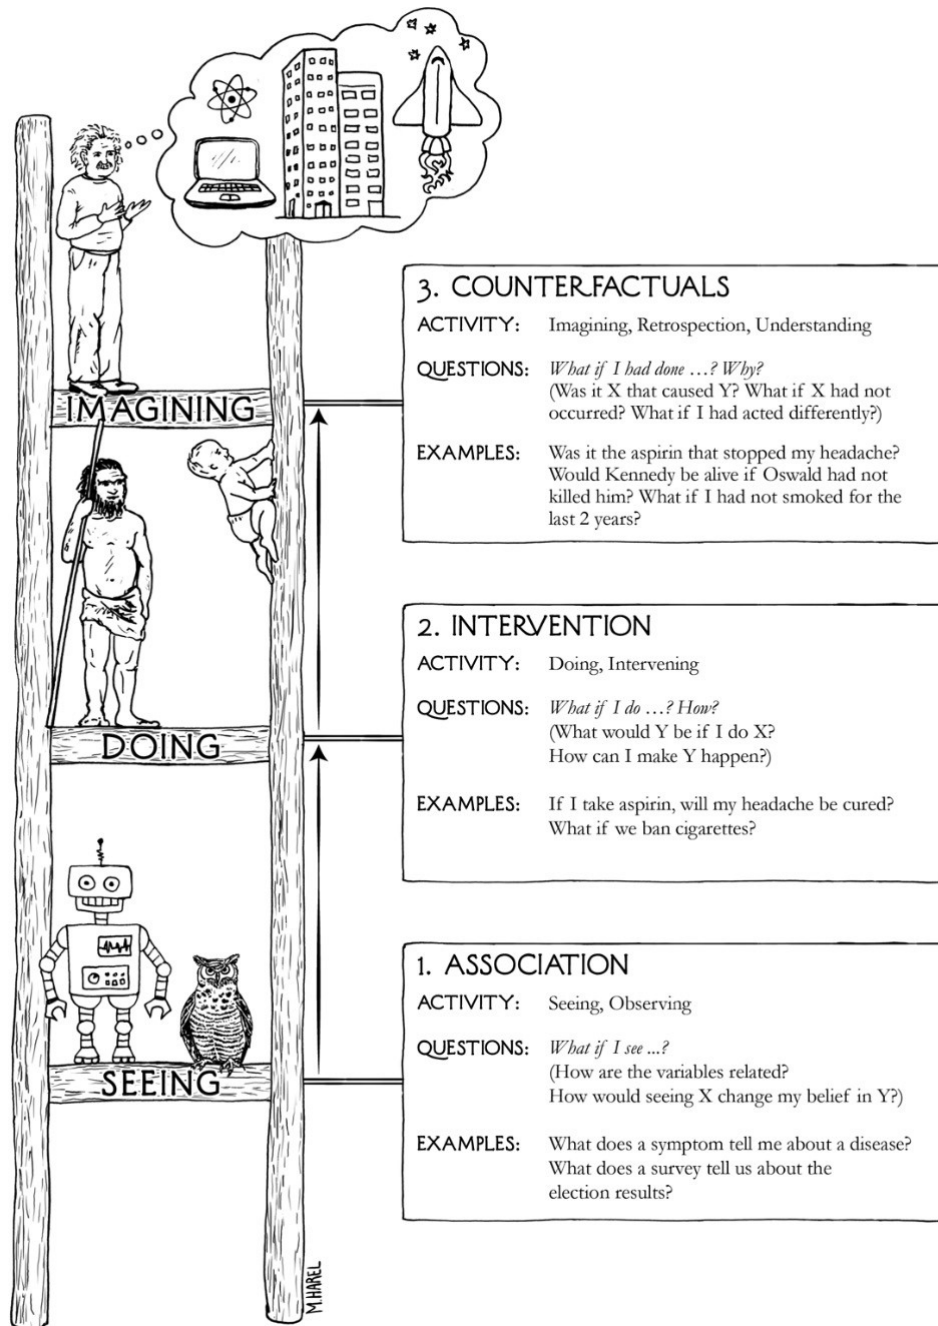 3. COUNTERFACTUALS
ACTIVITY: Imagining, Retrospection, Understanding
QUESTIONS: What if I had done …? Why?
(Was it X that caused Y? What if X had not
occurred? What if I had acted differently?)
EXAMPLES: Was it the aspirin that stopped my headache?
Would Kennedy be alive if Oswald had not
killed him? What if I had not smoked for the
last 2 years?
IMAGINING
2. INTERVENTION
ACTIVITY: Doing, Intervening
QUESTIONS: What if I do …? How?
(What would Y be if I do X?
How can I make Y happen?)
EXAMPLES: If I take aspirin, will my headache be cured?
What if we ban cigarettes?
DOING
1. ASSOCIATION
ACTIVITY: Seeing, Observing
QUESTIONS: What if I see ...?
(How are the variables related?
How would seeing X change my belief in Y?)
EXAMPLES: What does a symptom tell me about a disease?
What does a survey tell us about the
election results?
SEEING
M.HAREL